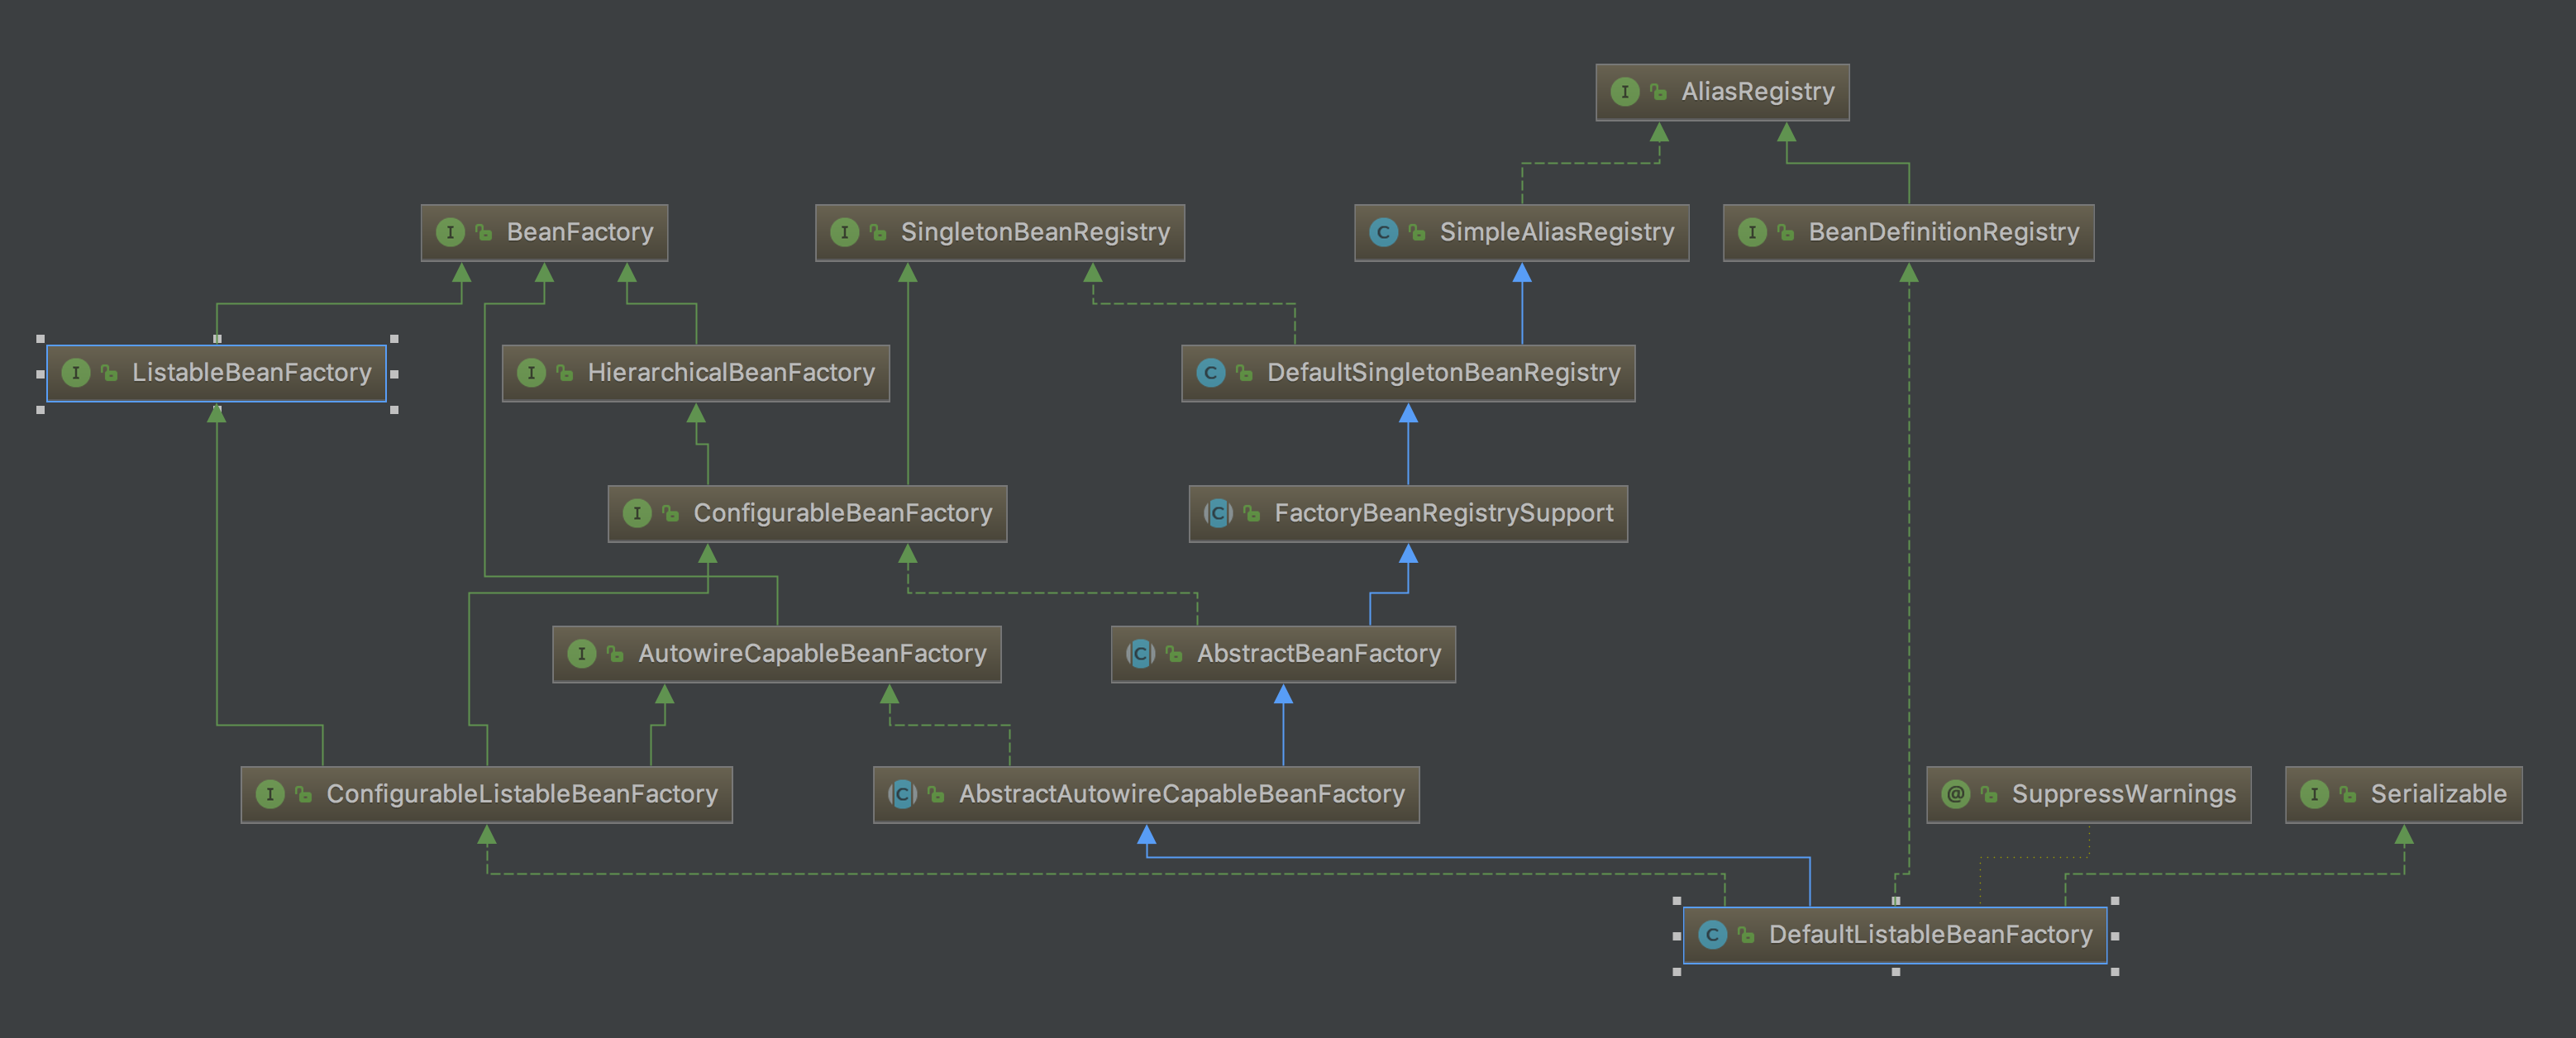 I AliasRegistry
I BeanFactory
I SingletonBeanRegistry
C SimpleAliasRegistry
I BeanDefinitionRegistry
I ListableBeanFactory
I HierarchicalBeanFactory
C DefaultSingletonBeanRegistry
I ConfigurableBeanFactory
C FactoryBeanRegistrySupport
I AutowireCapableBeanFactory
C AbstractBeanFactory
I ConfigurableListableBeanFactory
C AbstractAutowireCapableBeanFactory
@ SuppressWarnings
I Serializable
C DefaultListableBeanFactory